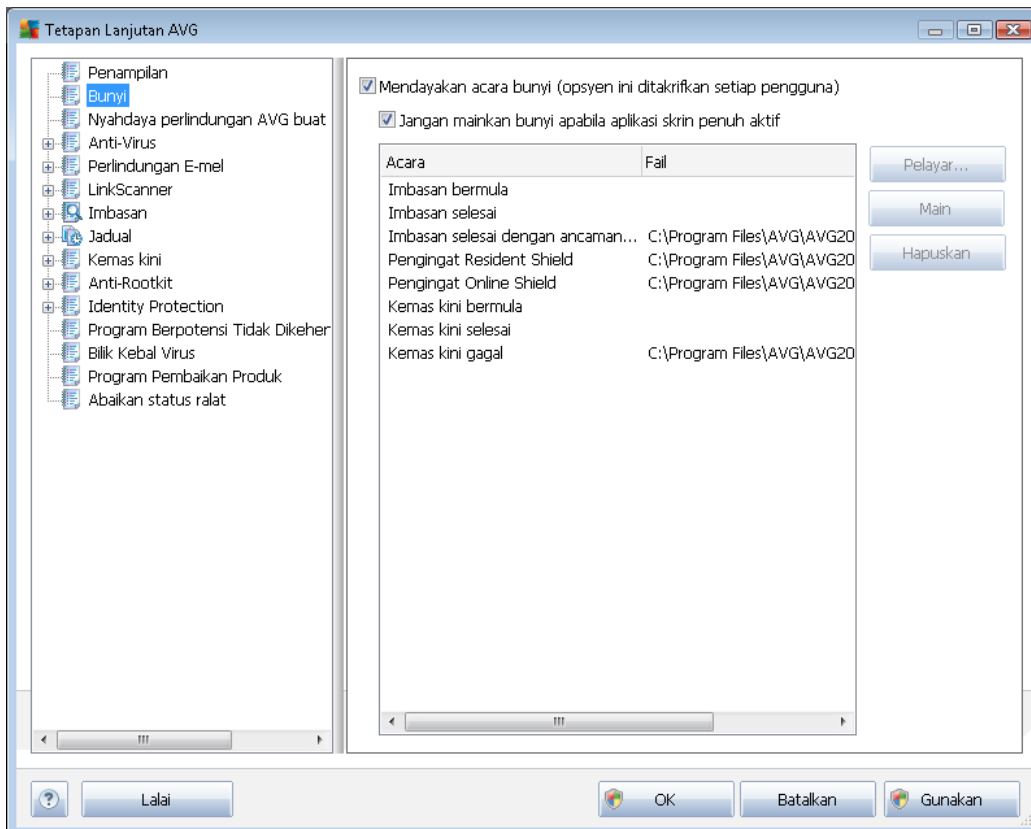 Tetapan Lanjutan AVG
Penampilan
Bunyi
Nyahdaya perlindungan AVG buat
Anti-Virus
Perlindungan E-mel
LinkScanner
Imbasan
Jadual
Kemas kini
Anti-Rootkit
Identity Protection
Program Berpotensi Tidak Dikeher
Bilik Kebal Virus
Program Pembaikan Produk
Abaikan status ralat
Mendayakan acara bunyi (opsyen ini ditakrifkan setiap pengguna)
Jangan mainkan bunyi apabila aplikasi skrin penuh aktif
Acara Fail
Imbasan bermula
Imbasan selesai
Imbasan selesai dengan ancaman... C:\Program Files\AVG\AVG20
Pengingat Resident Shield C:\Program Files\AVG\AVG20
Pengingat Online Shield C:\Program Files\AVG\AVG20
Kemas kini bermula
Kemas kini selesai
Kemas kini gagal C:\Program Files\AVG\AVG20
Pelayar...
Main
Hapuskan
? Lalai OK Batalkan Gunakan